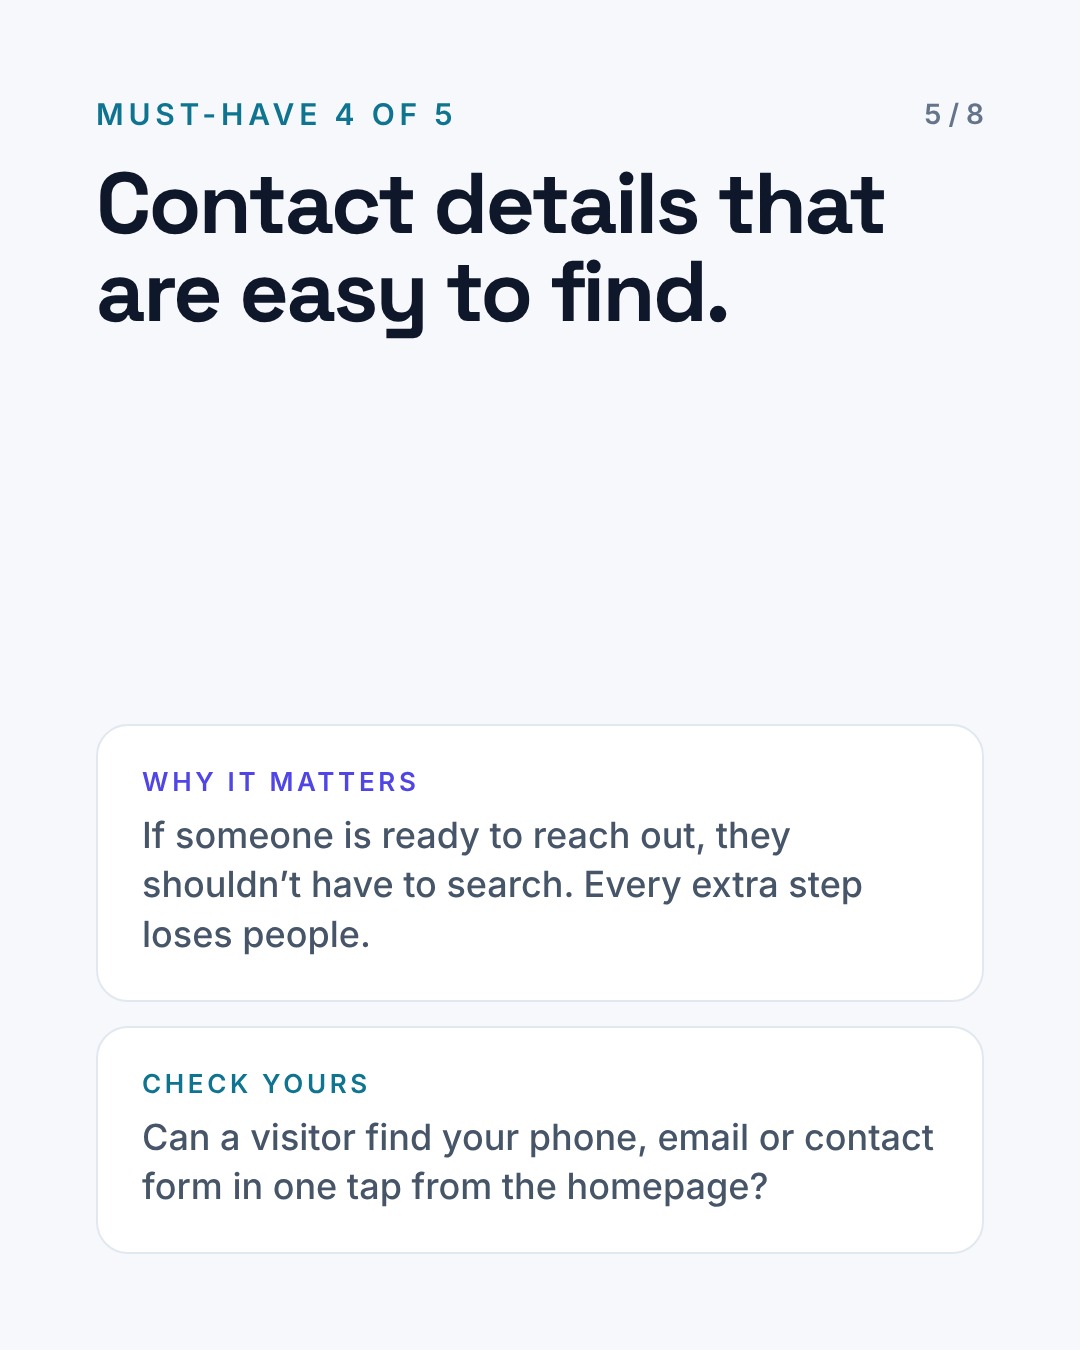 MUST-HAVE 4 OF 5
5 / 8
Contact details that
are easy to find.
WHY IT MATTERS
If someone is ready to reach out, they
shouldn’t have to search. Every extra step
loses people.
CHECK YOURS
Can a visitor find your phone, email or contact
form in one tap from the homepage?